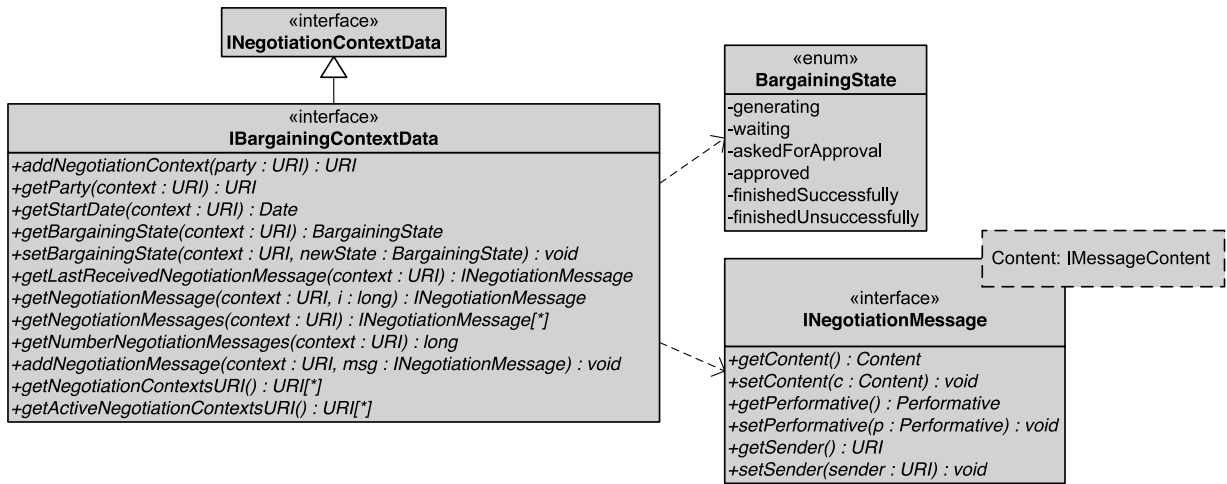 «interface»
INegotiationContextData
«interface»
IBargainingContextData
+addNegotiationContext(party : URI) : URI
+getParty(context : URI) : URI
+getStartDate(context : URI) : Date
+getBargainingState(context : URI) : BargainingState
+setBargainingState(context : URI, newState : BargainingState) : void
+getLastReceivedNegotiationMessage(context : URI) : INegotiationMessage
+getNegotiationMessage(context : URI, i : long) : INegotiationMessage
+getNegotiationMessages(context : URI) : INegotiationMessage[*]
+getNumberNegotiationMessages(context : URI) : long
+addNegotiationMessage(context : URI, msg : INegotiationMessage) : void
+getNegotiationContextsURI() : URI[*]
+getActiveNegotiationContextsURI() : URI[*]
«enum»
BargainingState
-generating
-waiting
-askedForApproval
-approved
-finishedSuccessfully
-finishedUnsuccessfully
Content: IMessageContent
«interface»
INegotiationMessage
+getContent() : Content
+setContent(c : Content) : void
+getPerformative() : Performative
+setPerformative(p : Performative) : void
+getSender() : URI
+setSender(sender : URI) : void